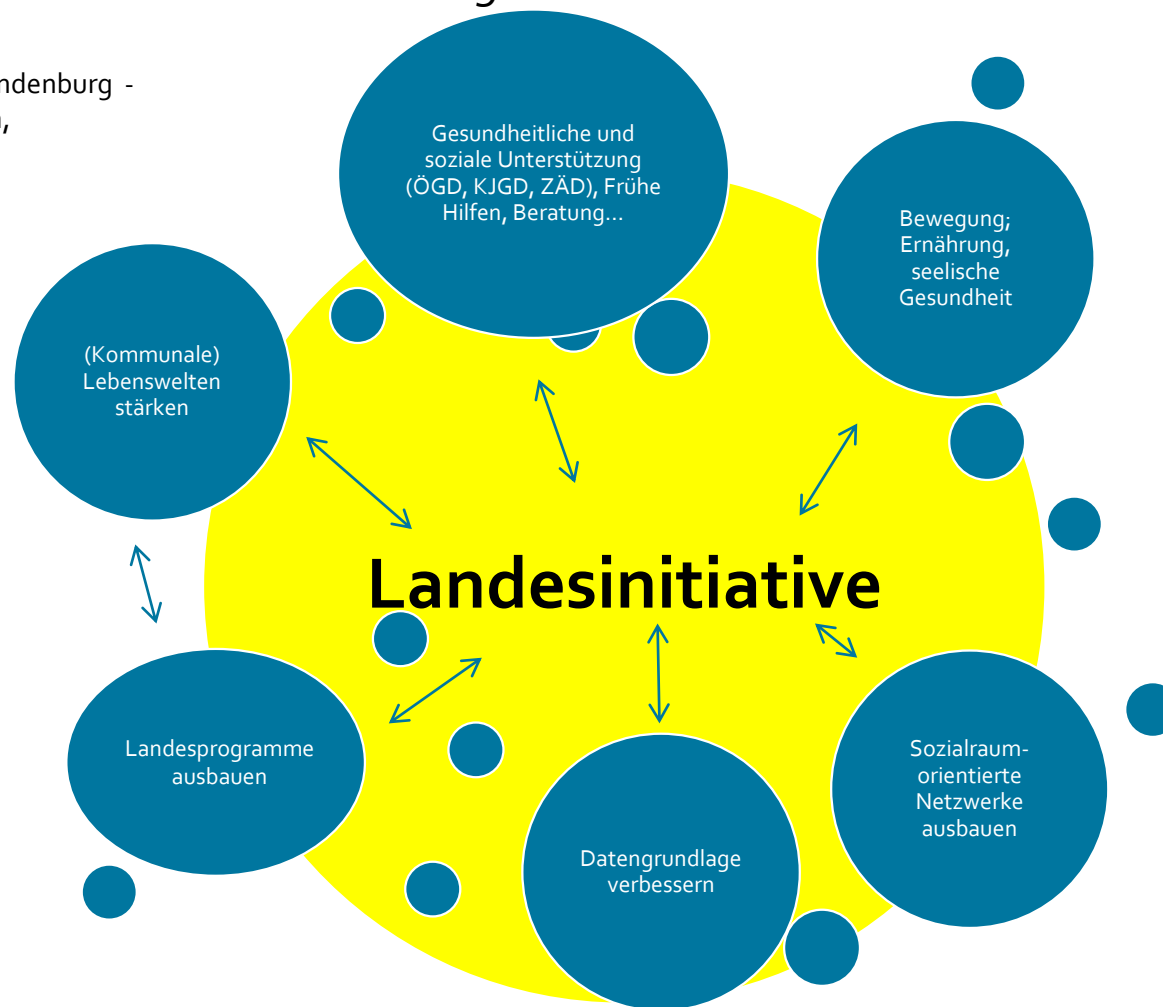 ndenburg -
Gesundheitliche und
soziale Unterstützung
(ÖGD, KJGD, ZÄD), Frühe
Hilfen, Beratung…
Bewegung;
Ernährung,
seelische
Gesundheit
(Kommunale)
Lebenswelten
stärken
Landesinitiative
Landesprogramme
ausbauen
Sozialraum-
orientierte
Netzwerke
ausbauen
Datengrundlage
verbessern